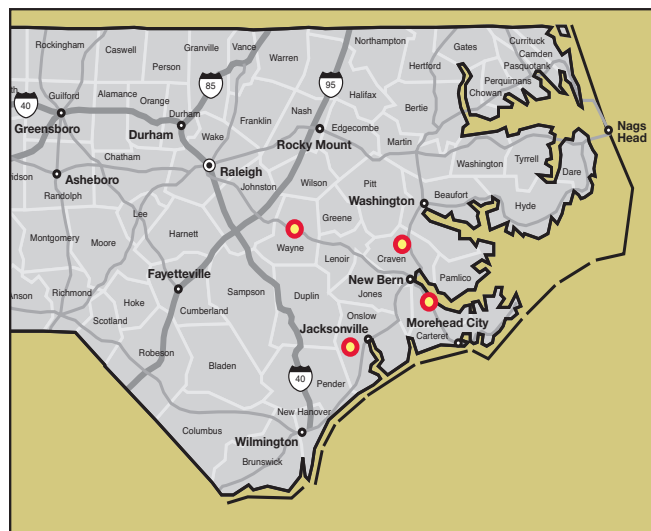 Rockingham
Caswell
Person
Granville
Vance
Warren
Northampton
Gates
Currituck
Camden
Pasquotank
Perquimans
Chowan
Hertford
Halifax
Bertie
40
Guilford
Greensboro
Alamance
Orange
Durham
Durham
85
Wake
Franklin
95
Nash
Rocky Mount
Edgecombe
Martin
Washington
Tyrrell
Dare
Nags
Head
Chatham
Raleigh
Asheboro
Randolph
Johnston
Wilson
Pitt
Washington
Beaufort
Hyde
Greene
Lee
Harnett
Wayne
Lenoir
Craven
Montgomery
Moore
New Bern
Pamlico
Jones
Fayetteville
Sampson
Duplin
Richmond
Hoke
Cumberland
Scotland
Onslow
Jacksonville
Morehead City
Carteret
Robeson
Bladen
40
Pender
New Hanover
Columbus
Wilmington
Brunswick